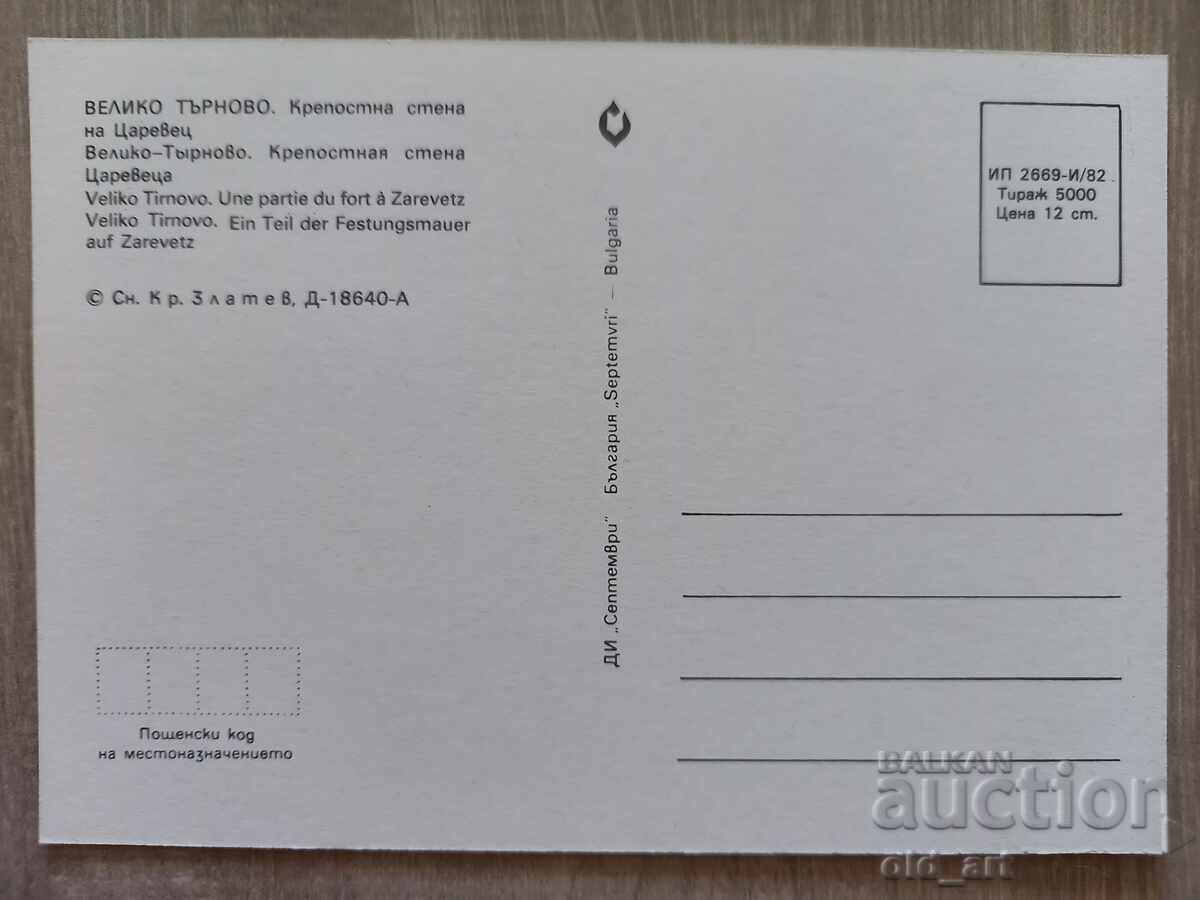 ВЕЛИКО ТЪРНОВО. Крепостна стена
на Царевец
Велико-Тырново. Крепостная стена
Царевеца
Veliko Tirnovo. Une partie du fort à Zarevetz
Veliko Tirnovo. Ein Teil der Festungsmauer
auf Zarevetz
© Сн. Кр. Златев, Д-18640-А
Пощенски код
на местоназначението
ДИ „Септември" България „Septemvri" – Bulgaria
ИП 2669-И/82
Тираж 5000
Цена 12 ст.
BALKAN
auction
old_art